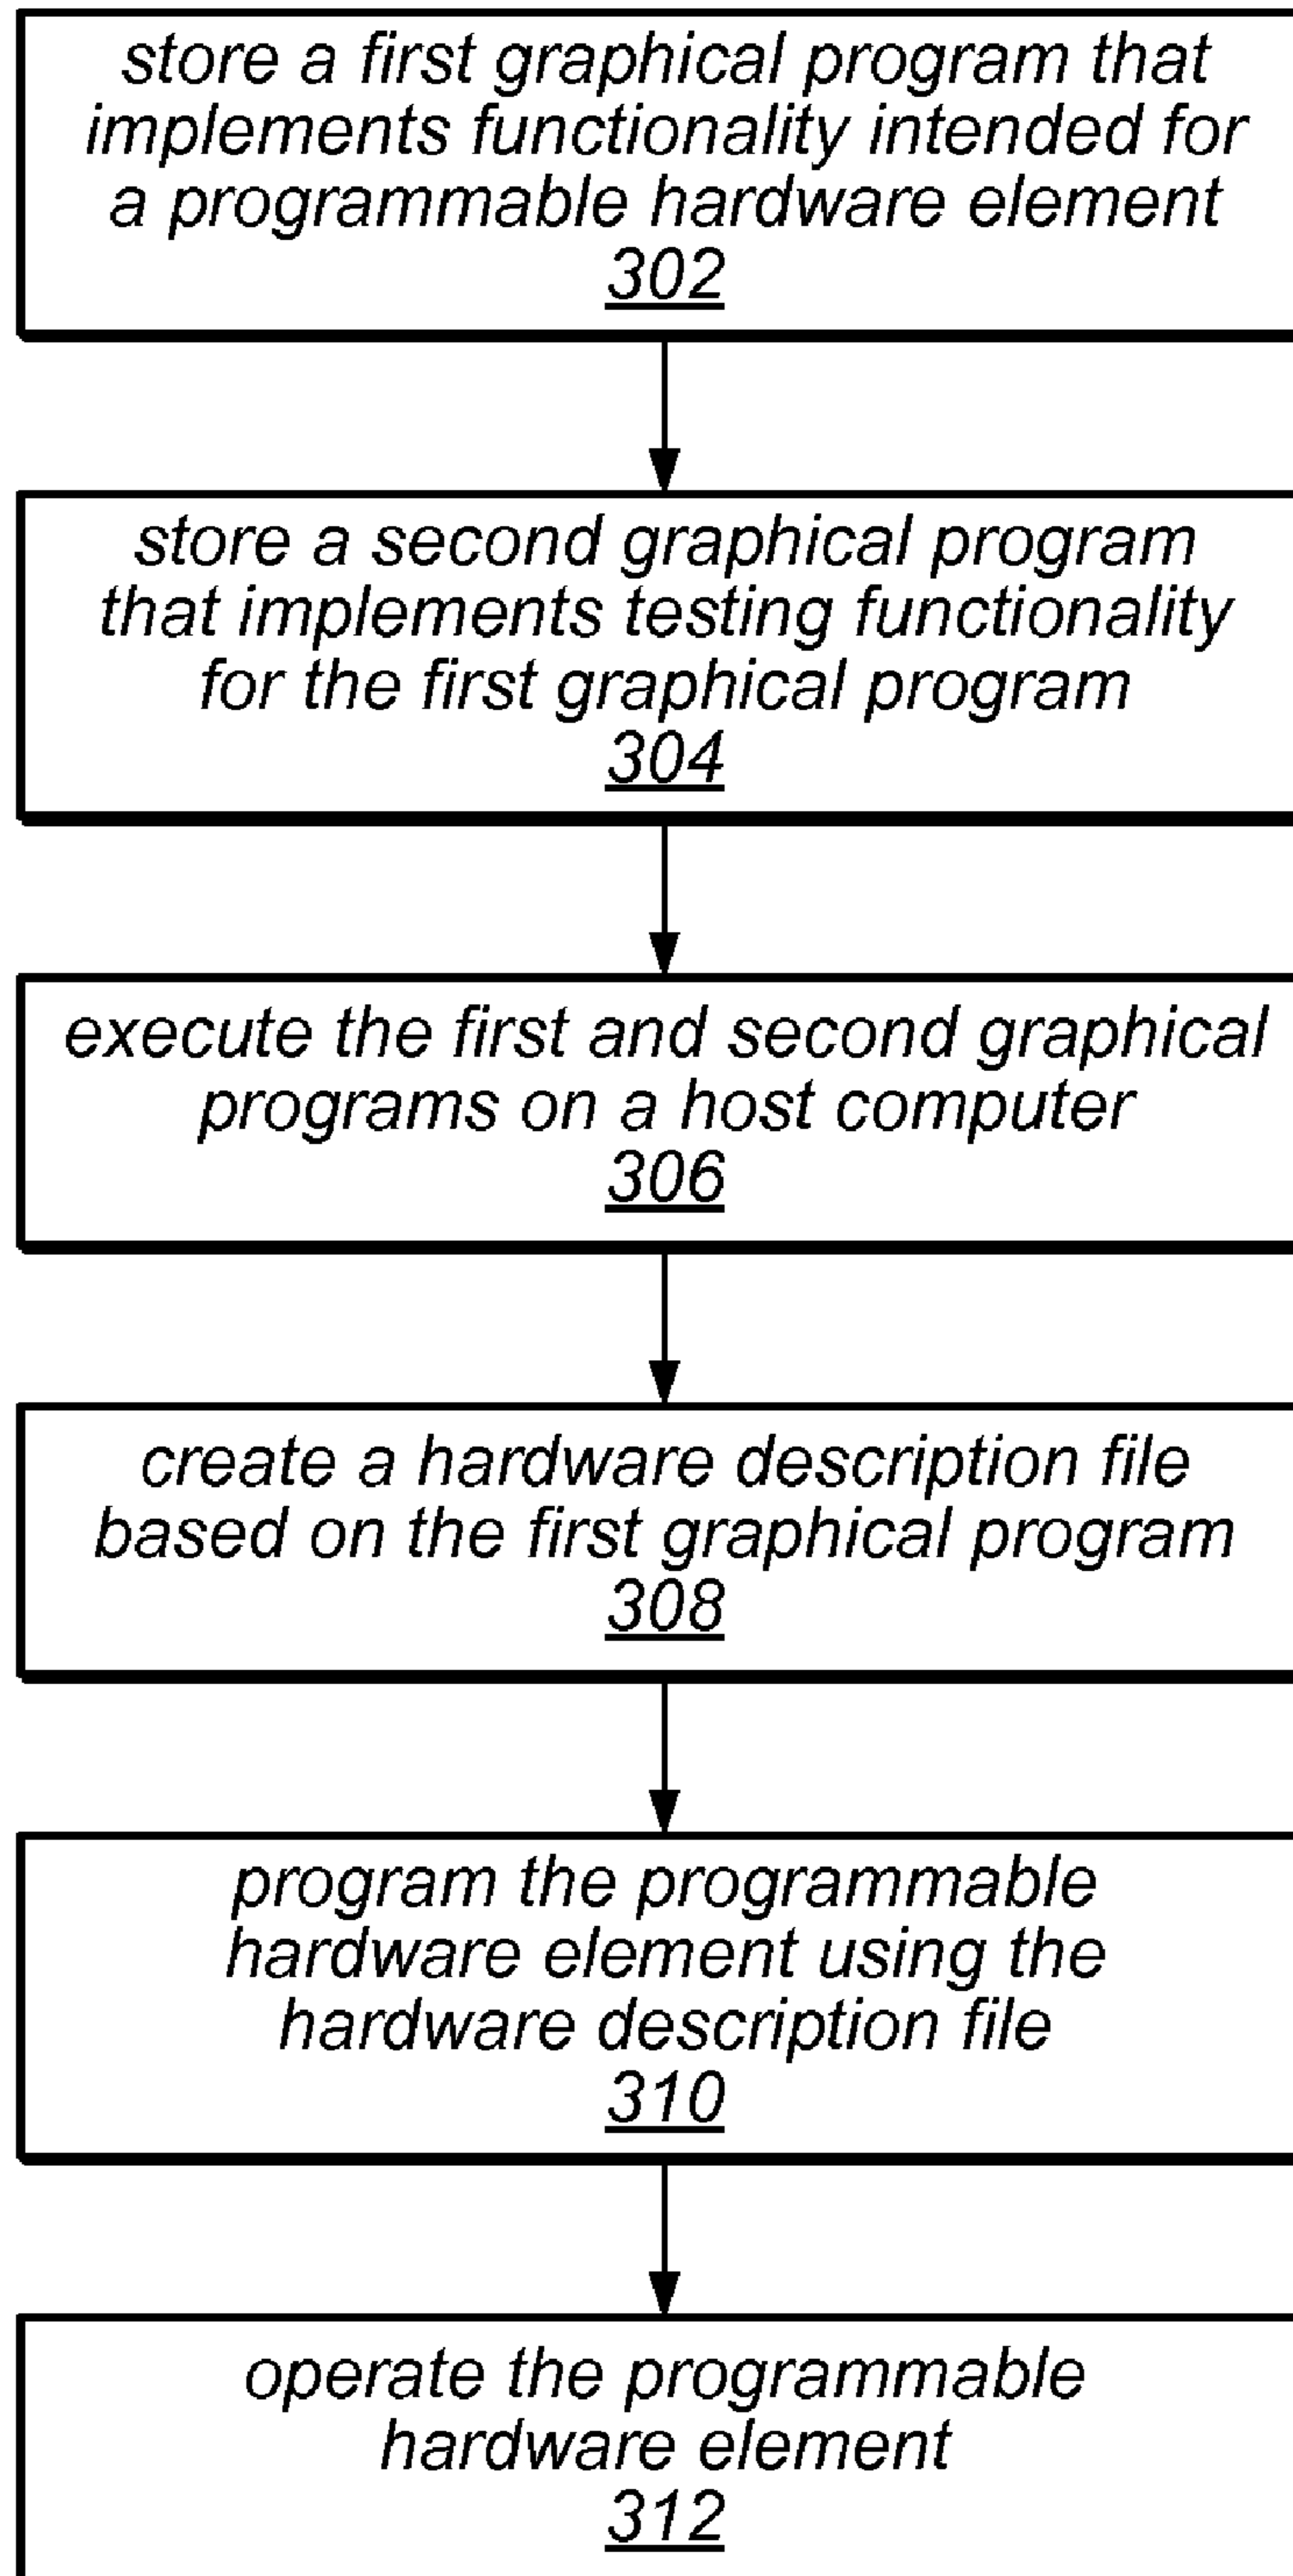 store a first graphical program that
implements functionality intended for
a programmable hardware element
302
store a second graphical program
that implements testing functionality
for the first graphical program
304
execute the first and second graphical
programs on a host computer
306
create a hardware description file
based on the first graphical program
308
program the programmable
hardware element using the
hardware description file
310
operate the programmable
hardware element
312